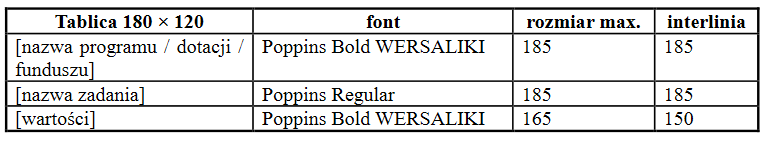 Tablica 180 × 120 font rozmiar max. interlinia
[nazwa programu / dotacji / Poppins Bold WERSALIKI 185 185
funduszu]
[nazwa zadania] Poppins Regular 185 185
[wartości] Poppins Bold WERSALIKI 165 150